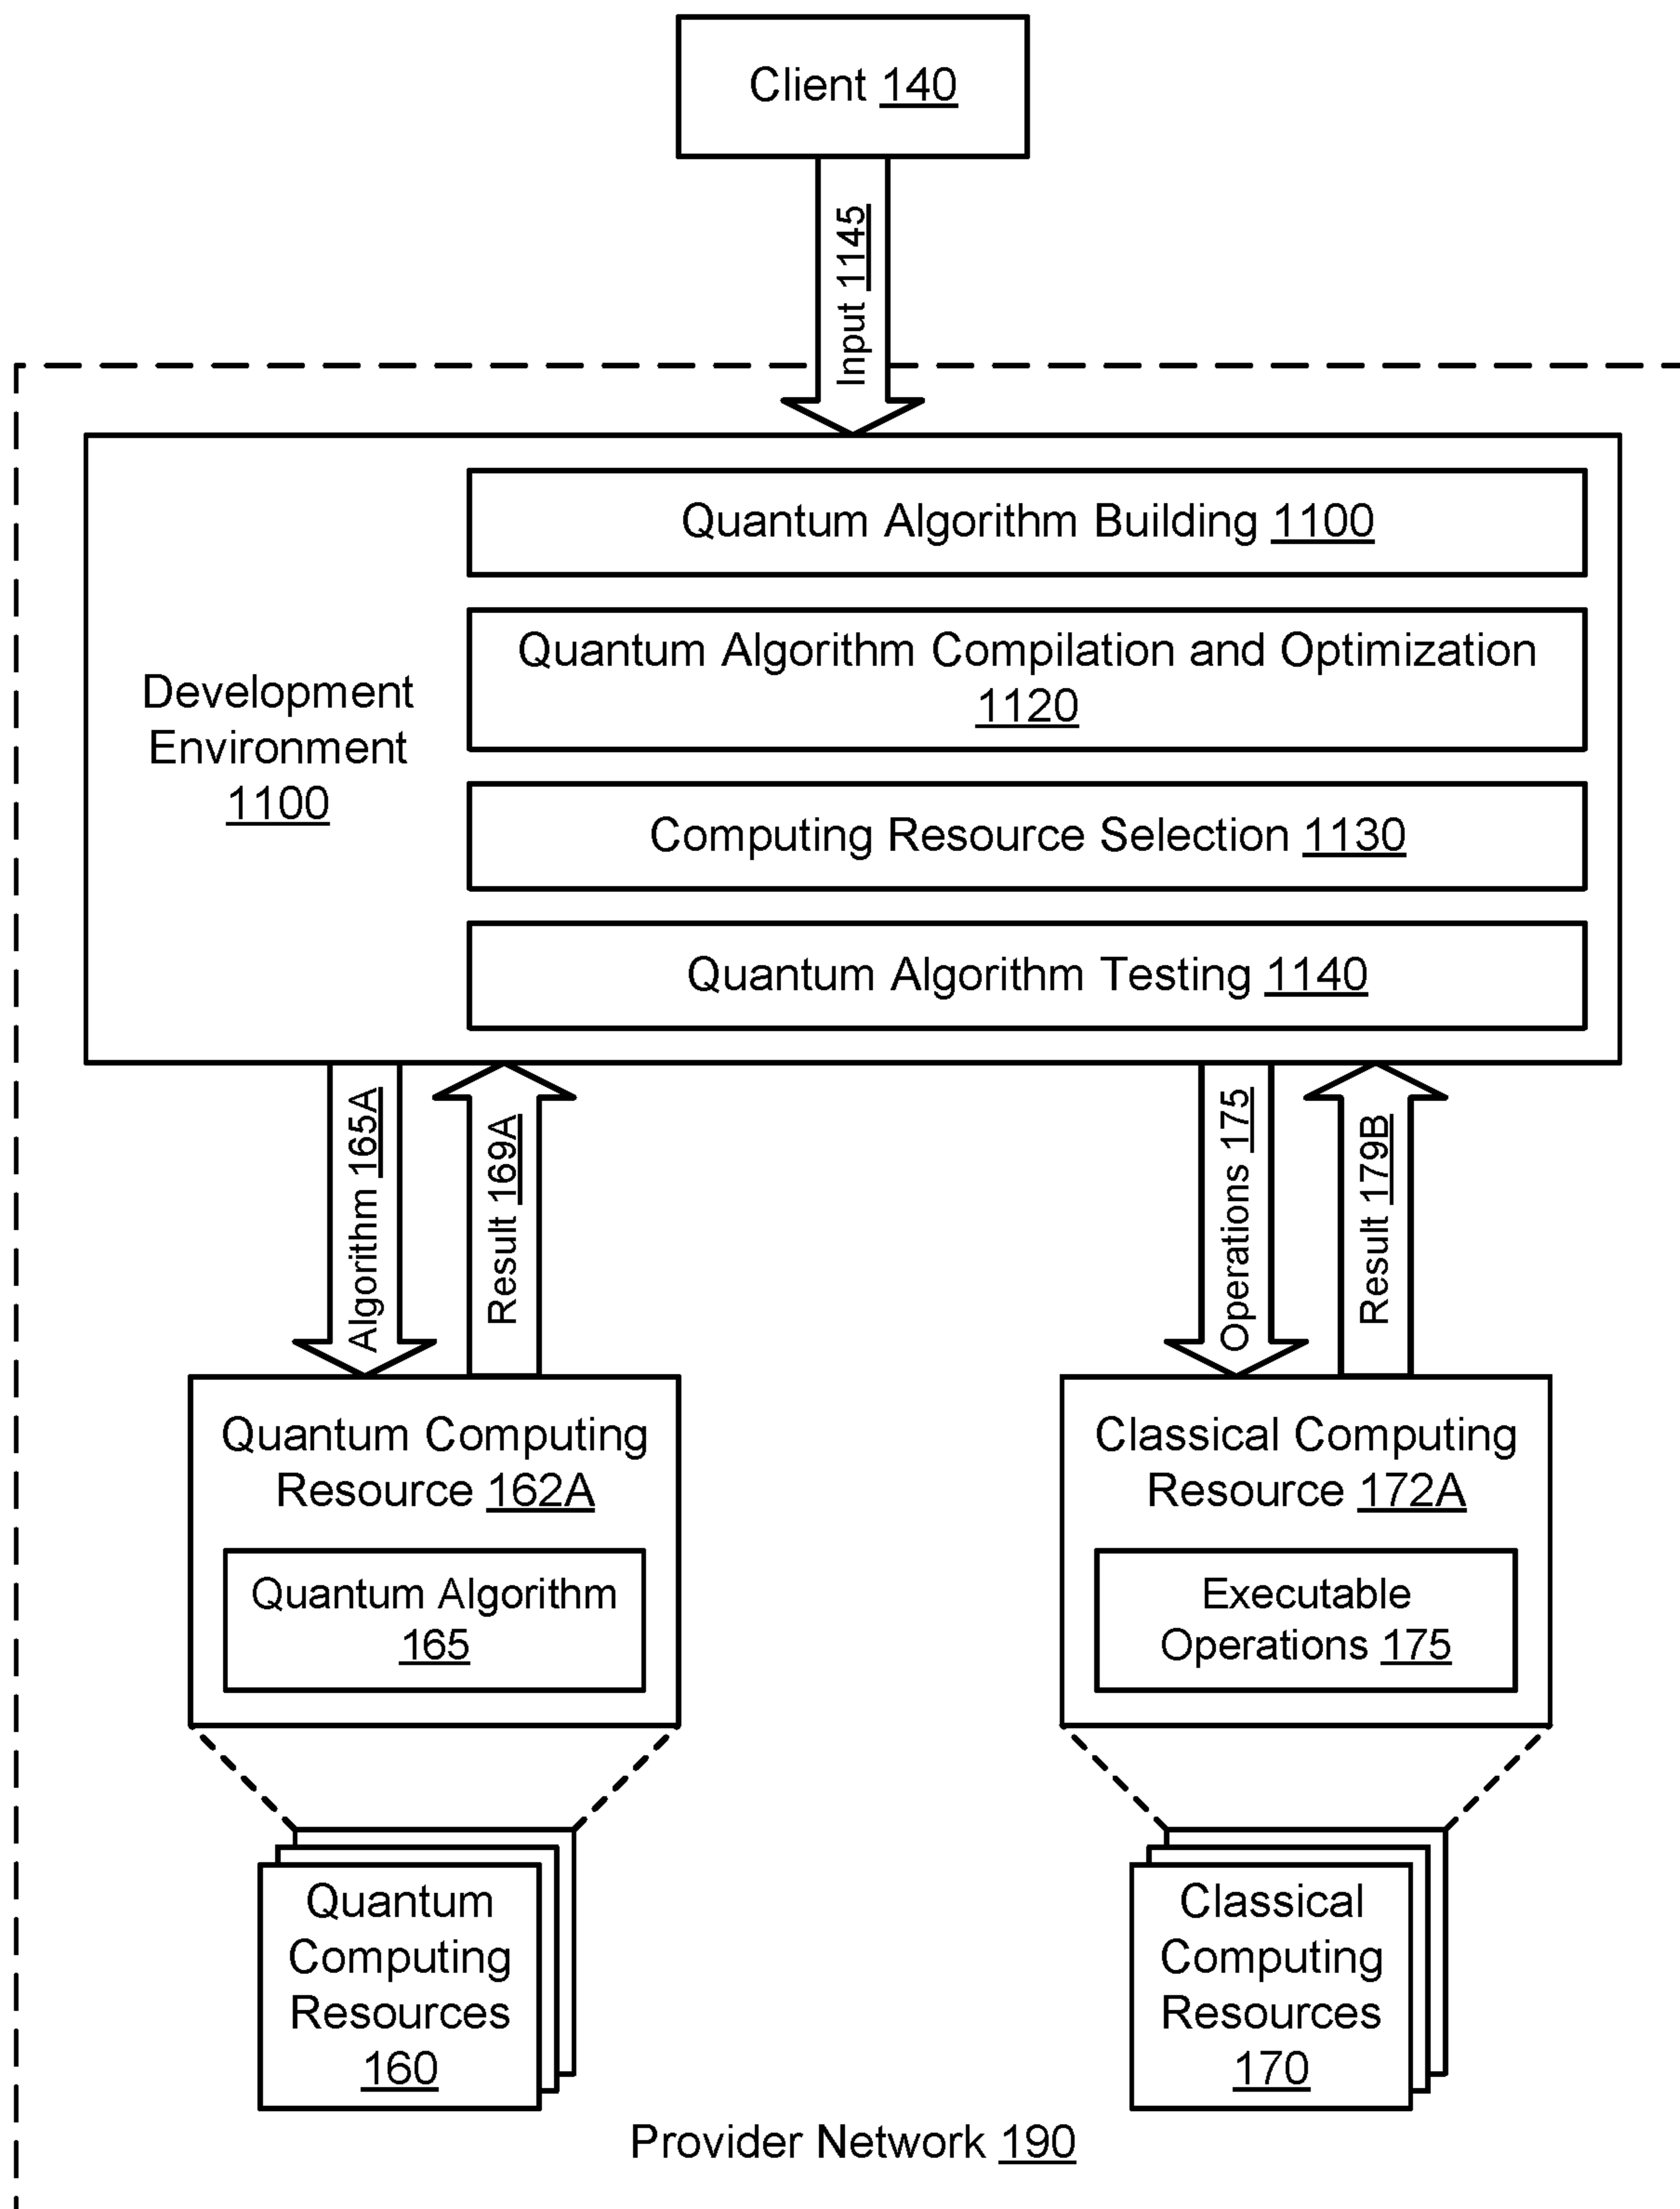 Client 140
Input 1145
Development
Environment
1100
Quantum Algorithm Building 1100
Quantum Algorithm Compilation and Optimization
1120
Computing Resource Selection 1130
Quantum Algorithm Testing 1140
Algorithm 165A
Result 169A
Operations 175
Result 179B
Quantum Computing
Resource 162A
Quantum Algorithm
165
Classical Computing
Resource 172A
Executable
Operations 175
Quantum
Computing
Resources
160
Classical
Computing
Resources
170
Provider Network 190